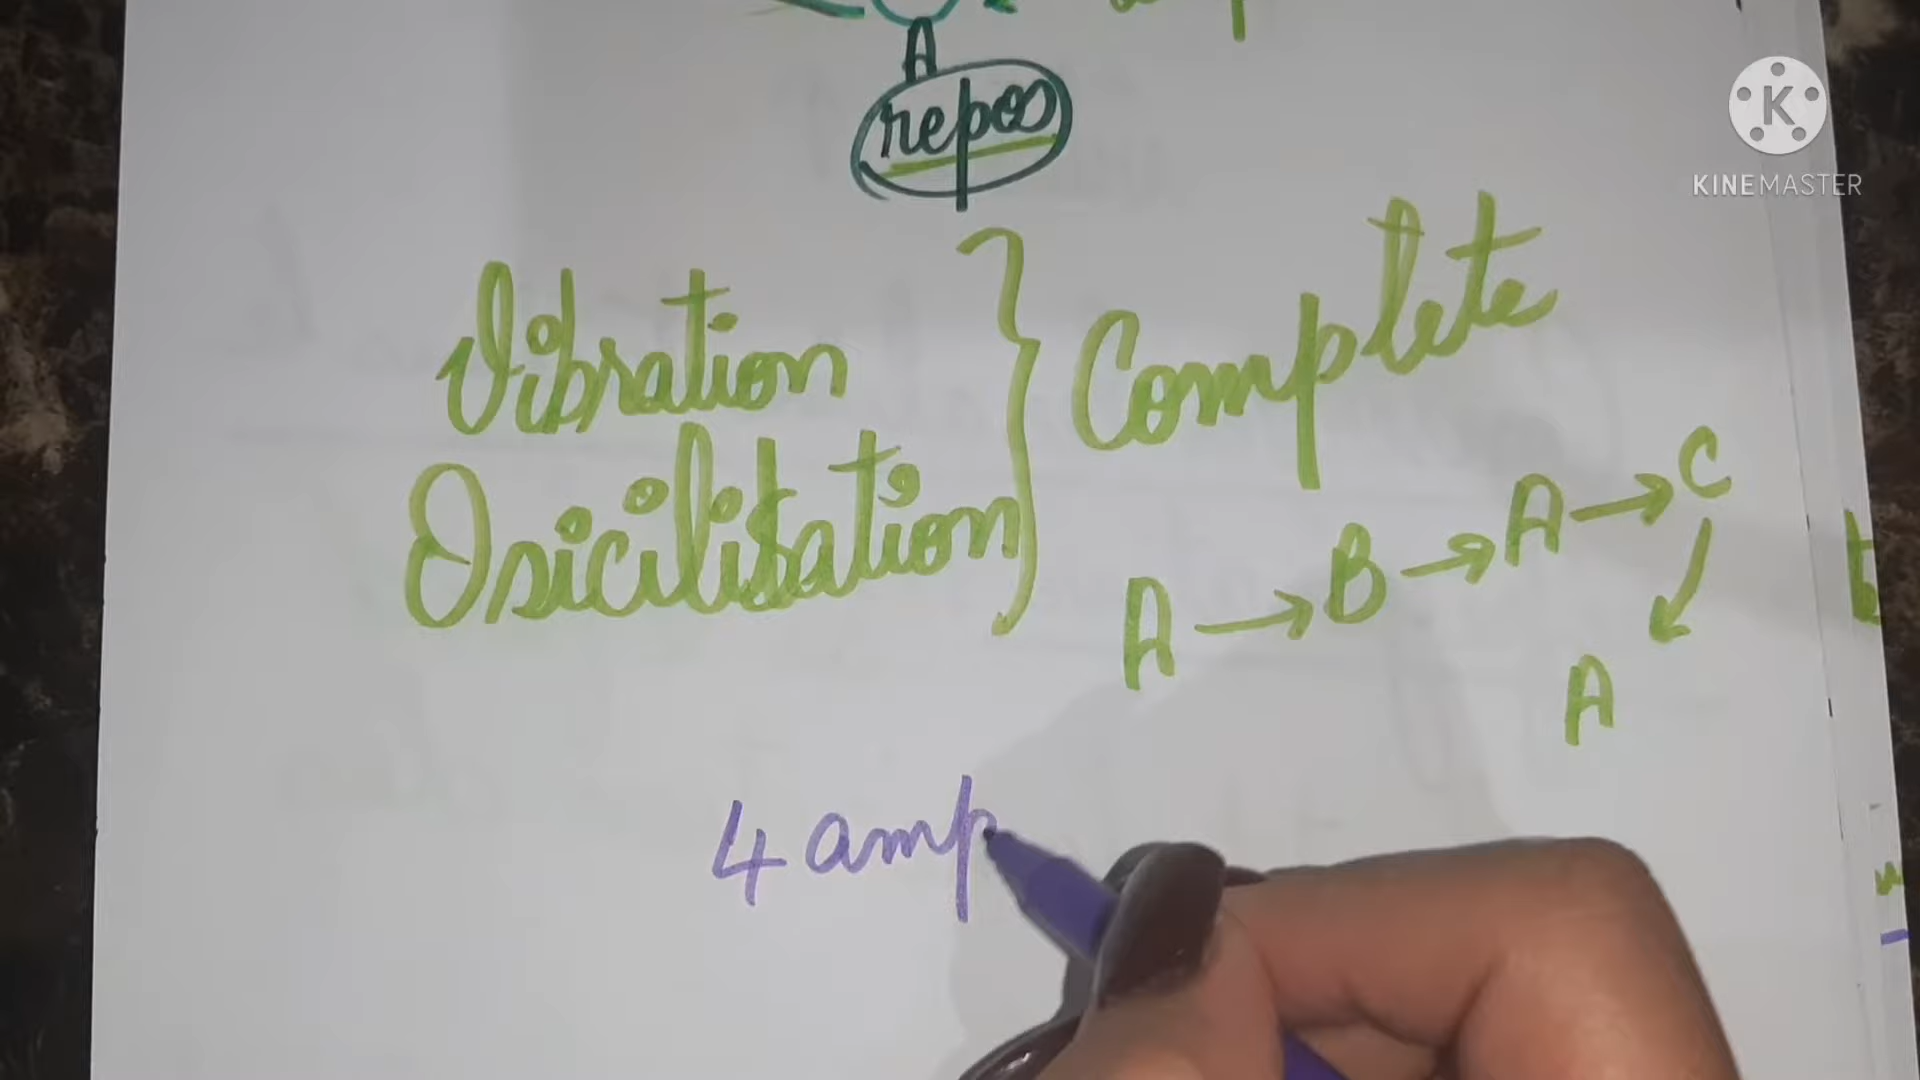 A
repos
KINEMASTER
Vibration
Osicilisation
} Complete
A → B → A → C
A
4 amp